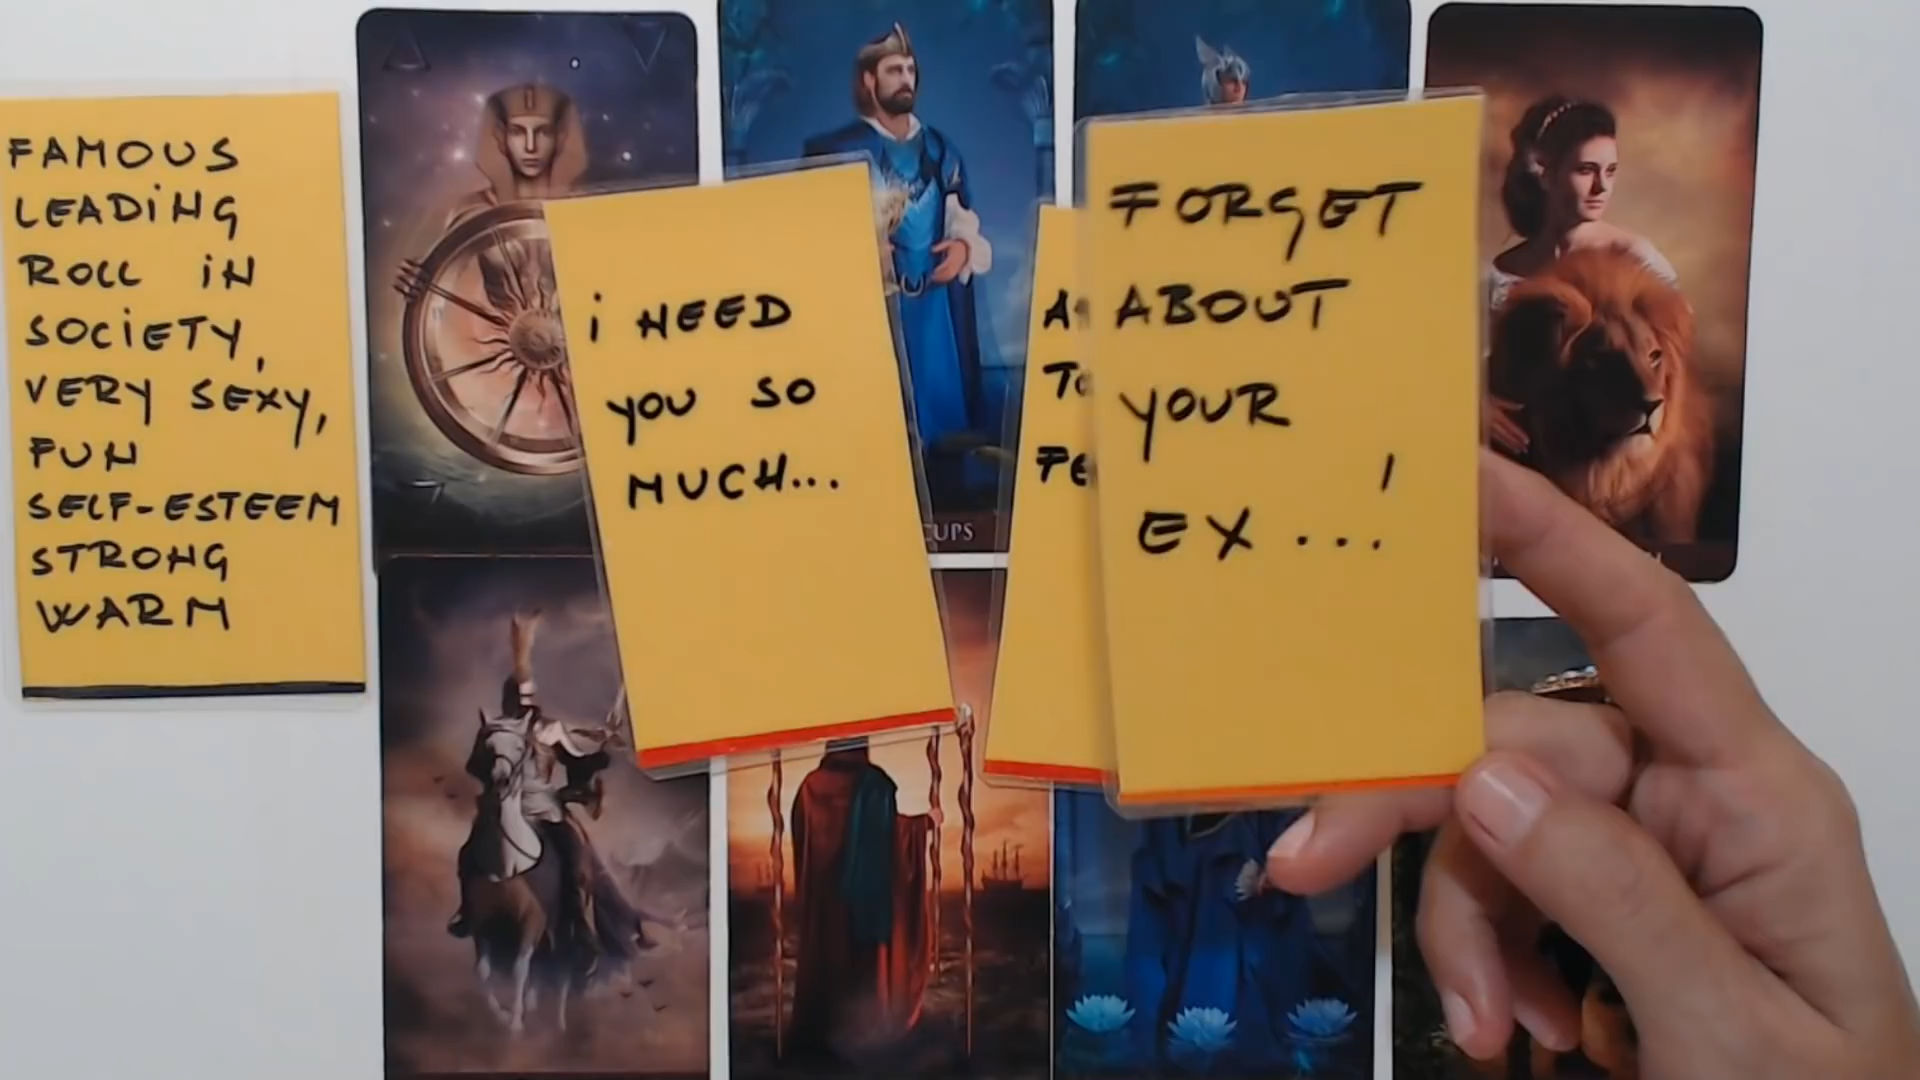 FAMOUS
LEADING
ROLL iN
SOCiETY,
VERY SEXY,
FUN
SELF-ESTEEM
STRONG
WARM
i NEED
YOU SO
MUCH...
FORGET
ABOUT
YOUR
EX...!
CUPS